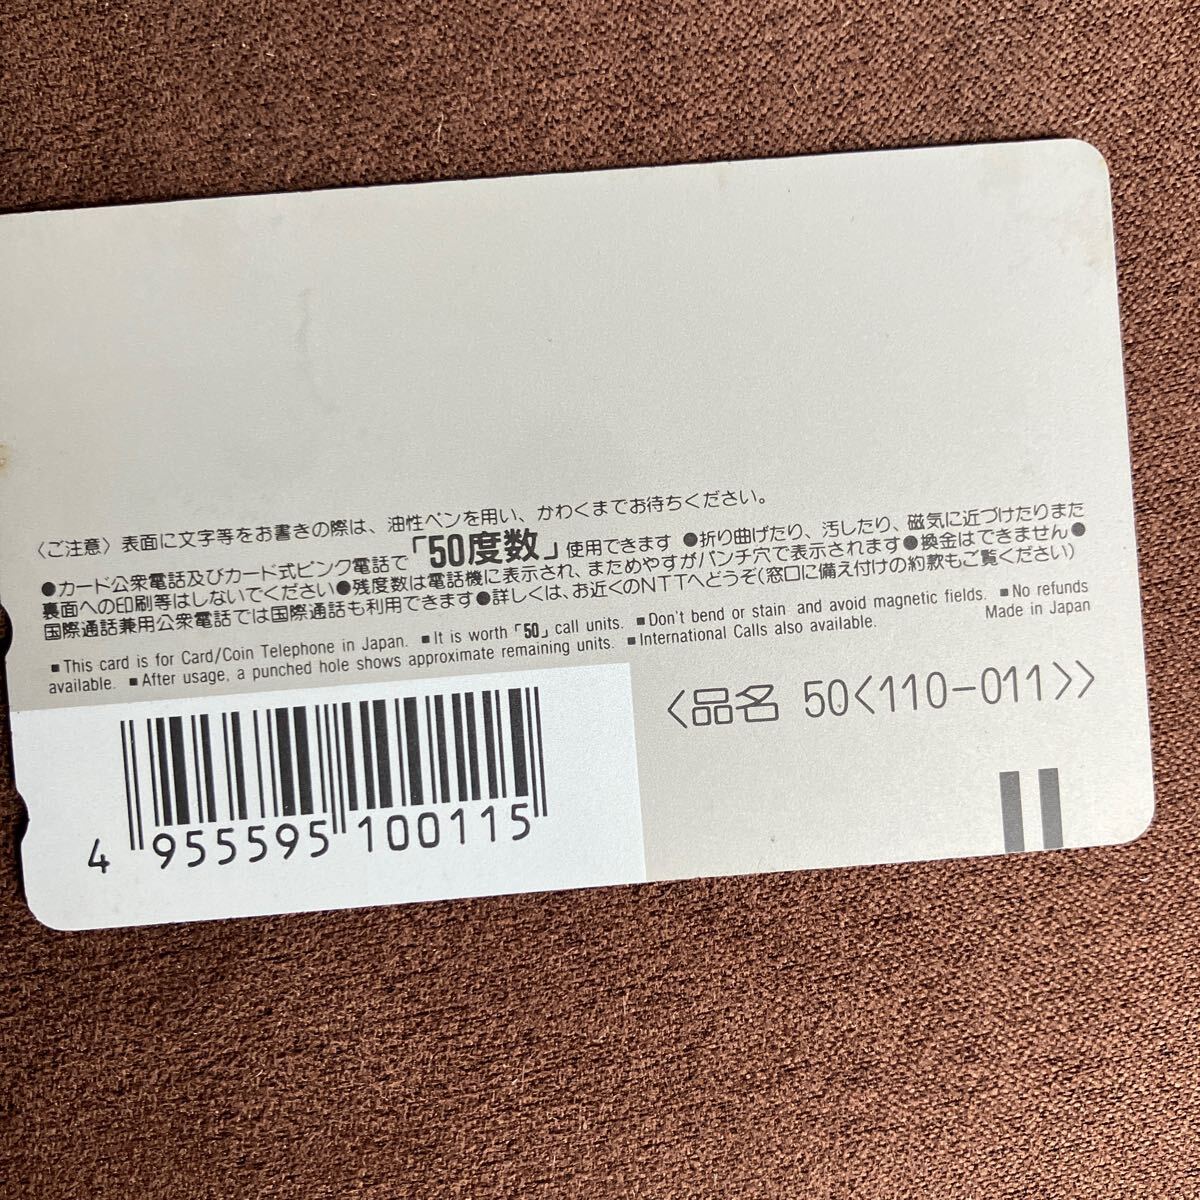 〈ご注意〉表面に文字等をお書きの際は、油性ペンを用い、かわくまでお待ちください。
●カード公衆電話及びカード式ピンク電話で「50度数」使用できます ●折り曲げたり、汚したり、磁気に近づけたりまた
裏面への印刷等はしないでください●残度数は電話機に表示され、まためやすがパンチ穴で表示されます●換金はできません●
国際通話兼用公衆電話では国際通話も利用できます●詳しくは、お近くのNTTへどうぞ(窓口に備え付けの約款もご覧ください)
■This card is for Card/Coin Telephone in Japan. ■It is worth「50」call units. ■Don't bend or stain and avoid magnetic fields. ■No refunds
available. ■After usage, a punched hole shows approximate remaining units. ■International Calls also available. Made in Japan
<品名 50<110-011>>
4 955595 100115